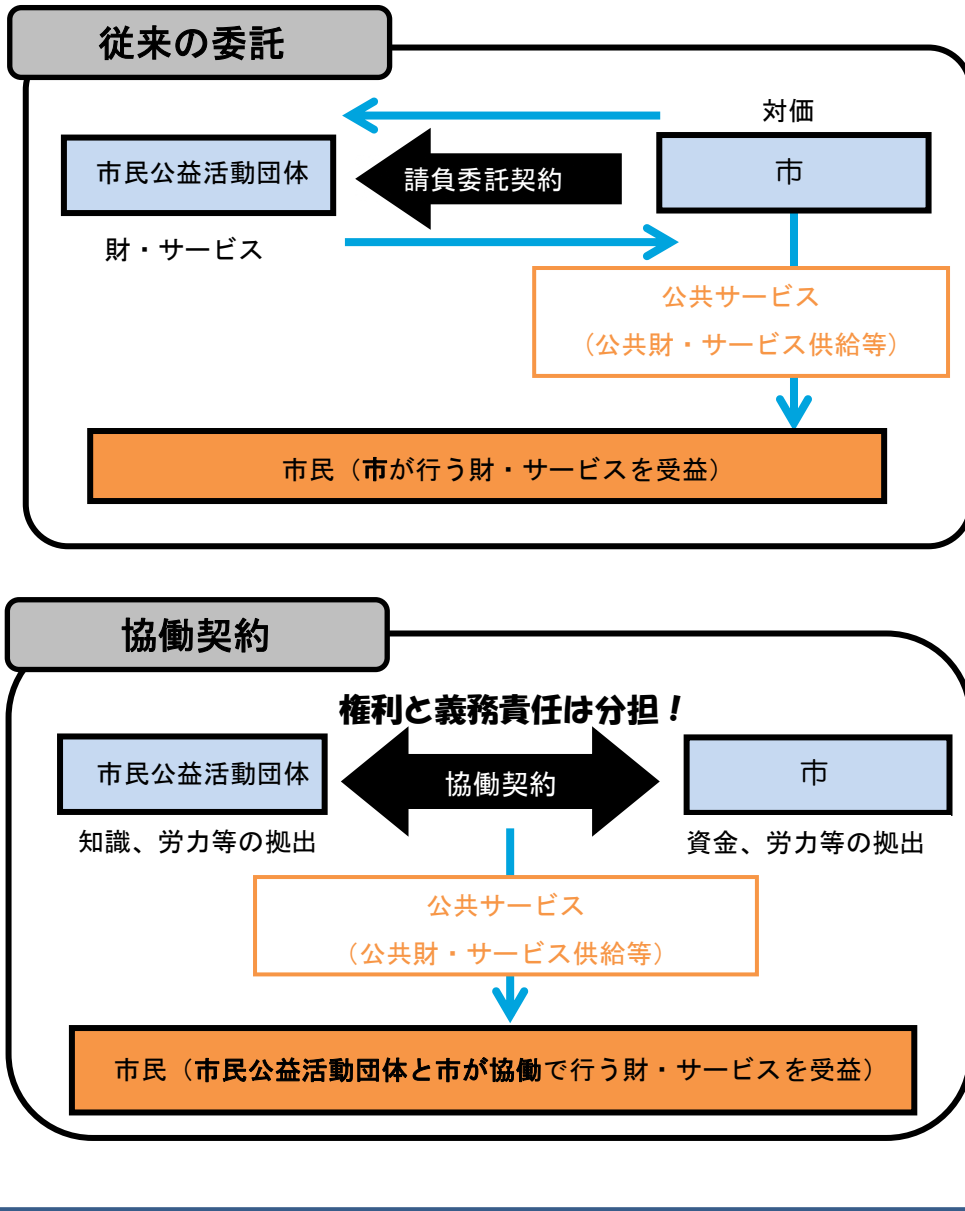 従来の委託
対価
市民公益活動団体
請負委託契約
市
財・サービス
公共サービス
（公共財・サービス供給等）
市民（市が行う財・サービスを受益）
協働契約
権利と義務責任は分担！
市民公益活動団体
協働契約
市
知識、労力等の拠出
資金、労力等の拠出
公共サービス
（公共財・サービス供給等）
市民（市民公益活動団体と市が協働で行う財・サービスを受益）